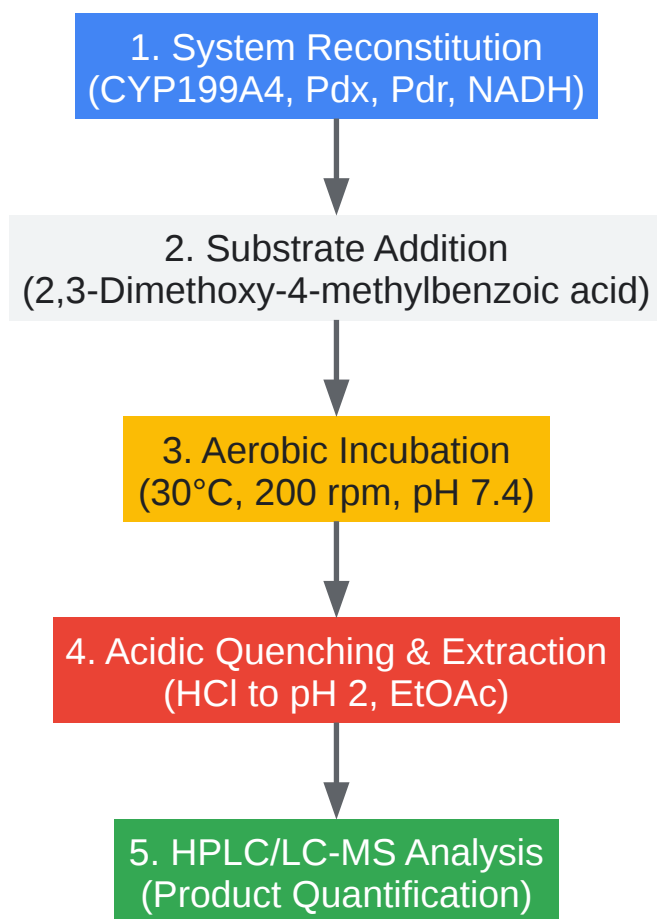 1. System Reconstitution
(CYP199A4, Pdx, Pdr, NADH)
2. Substrate Addition
(2,3-Dimethoxy-4-methylbenzoic acid)
3. Aerobic Incubation
(30°C, 200 rpm, pH 7.4)
4. Acidic Quenching & Extraction
(HCl to pH 2, EtOAc)
5. HPLC/LC-MS Analysis
(Product Quantification)